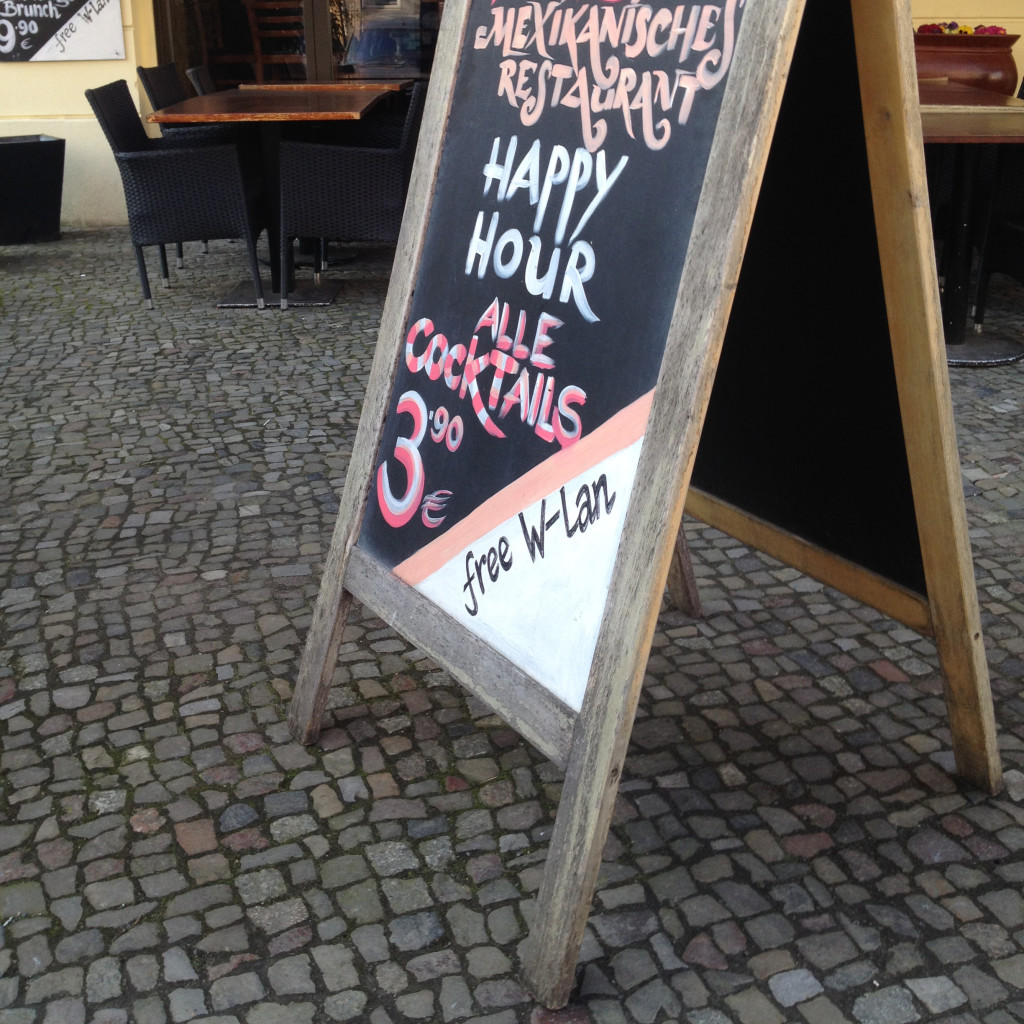 Brunch
9.90
€
free W-Lan
MEXIKANISCHES
RESTAURANT
HAPPY
HOUR
ALLE
COCKTAILS
3.90
€
free W-Lan